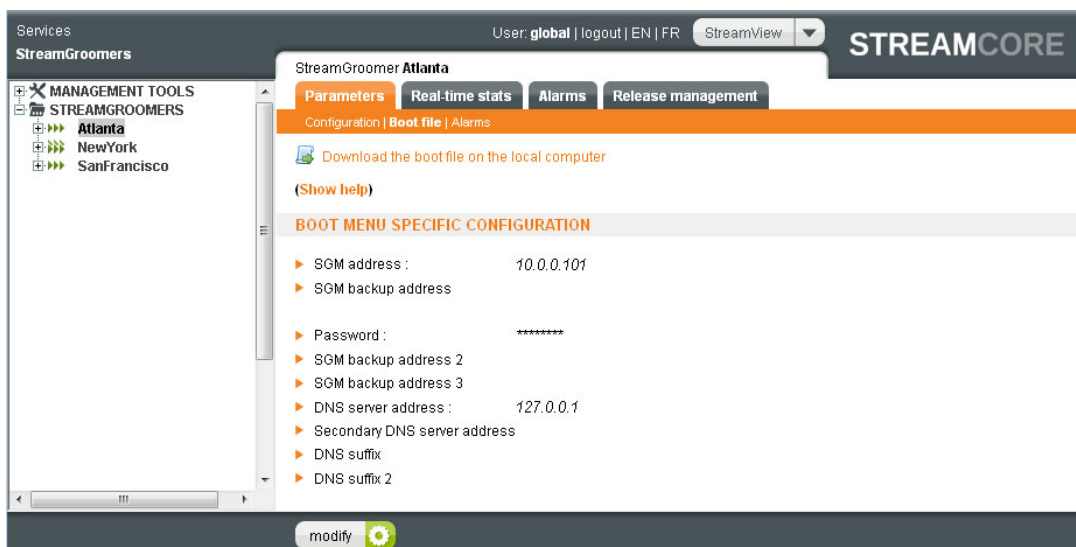 Services
StreamGroomers
User: global | logout | EN | FR
StreamView
STREAMCORE
MANAGEMENT TOOLS
STREAMGROOMERS
Atlanta
NewYork
SanFrancisco
StreamGroomer Atlanta
Parameters Real-time stats Alarms Release management
Configuration | Boot file | Alarms
Download the boot file on the local computer
(Show help)
BOOT MENU SPECIFIC CONFIGURATION
SGM address : 10.0.0.101
SGM backup address
Password : ********
SGM backup address 2
SGM backup address 3
DNS server address : 127.0.0.1
Secondary DNS server address
DNS suffix
DNS suffix 2
modify